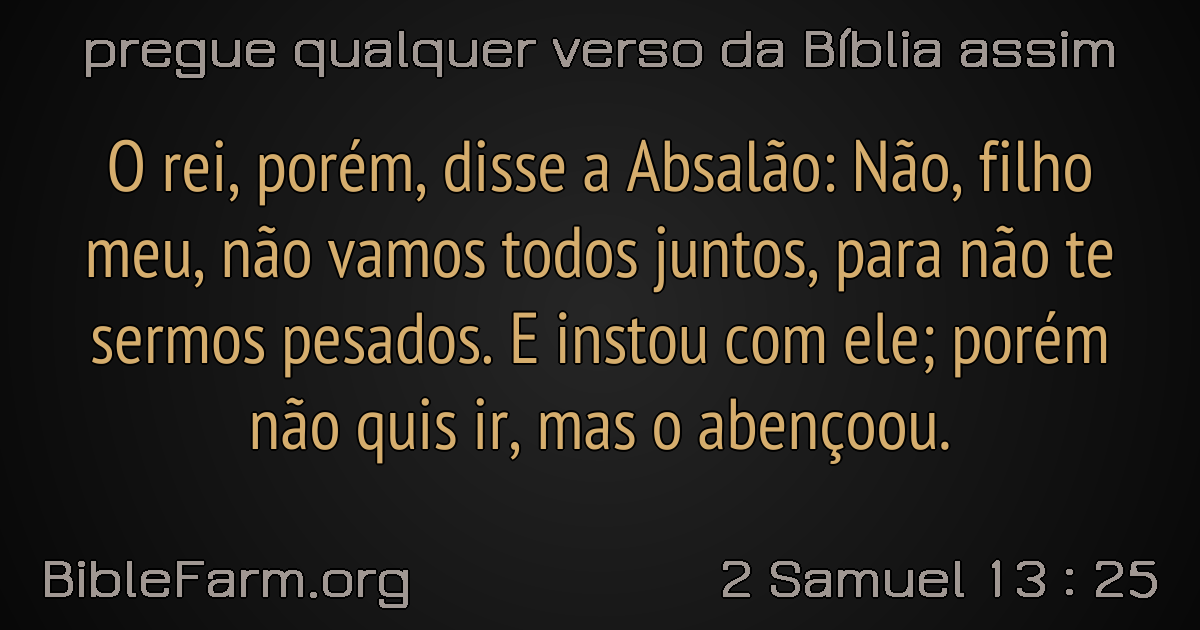 pregue qualquer verso da Bíblia assim
O rei, porém, disse a Absalão: Não, filho
meu, não vamos todos juntos, para não te
sermos pesados. E instou com ele; porém
não quis ir, mas o abençoou.
BibleFarm.org
2 Samuel 13 : 25